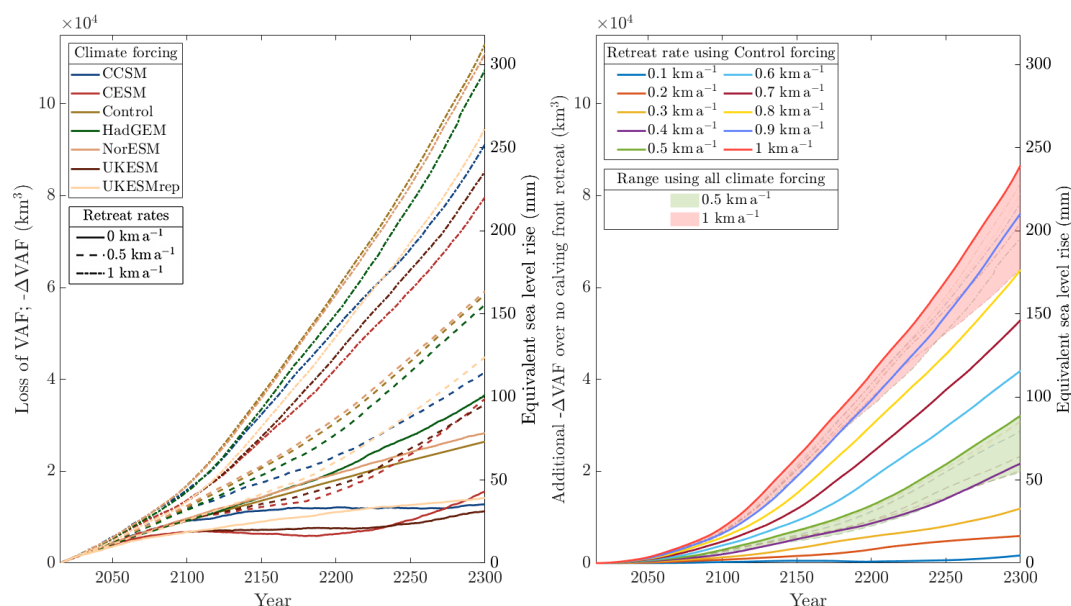 ×10⁴
Loss of VAF; -ΔVAF (km³)
0
2
4
6
8
10
Climate forcing
CCSM
CESM
Control
HadGEM
NorESM
UKESM
UKESMrep
Retreat rates
0 km a⁻¹
0.5 km a⁻¹
1 km a⁻¹
2050
2100
2150
2200
2250
2300
Year
0
50
100
150
200
250
300
Equivalent sea level rise (mm)
×10⁴
Additional -ΔVAF over no calving front retreat (km³)
0
2
4
6
8
10
Retreat rate using Control forcing
0.1 km a⁻¹ 0.6 km a⁻¹
0.2 km a⁻¹ 0.7 km a⁻¹
0.3 km a⁻¹ 0.8 km a⁻¹
0.4 km a⁻¹ 0.9 km a⁻¹
0.5 km a⁻¹ 1 km a⁻¹
Range using all climate forcing
0.5 km a⁻¹
1 km a⁻¹
2050
2100
2150
2200
2250
2300
Year
0
50
100
150
200
250
300
Equivalent sea level rise (mm)